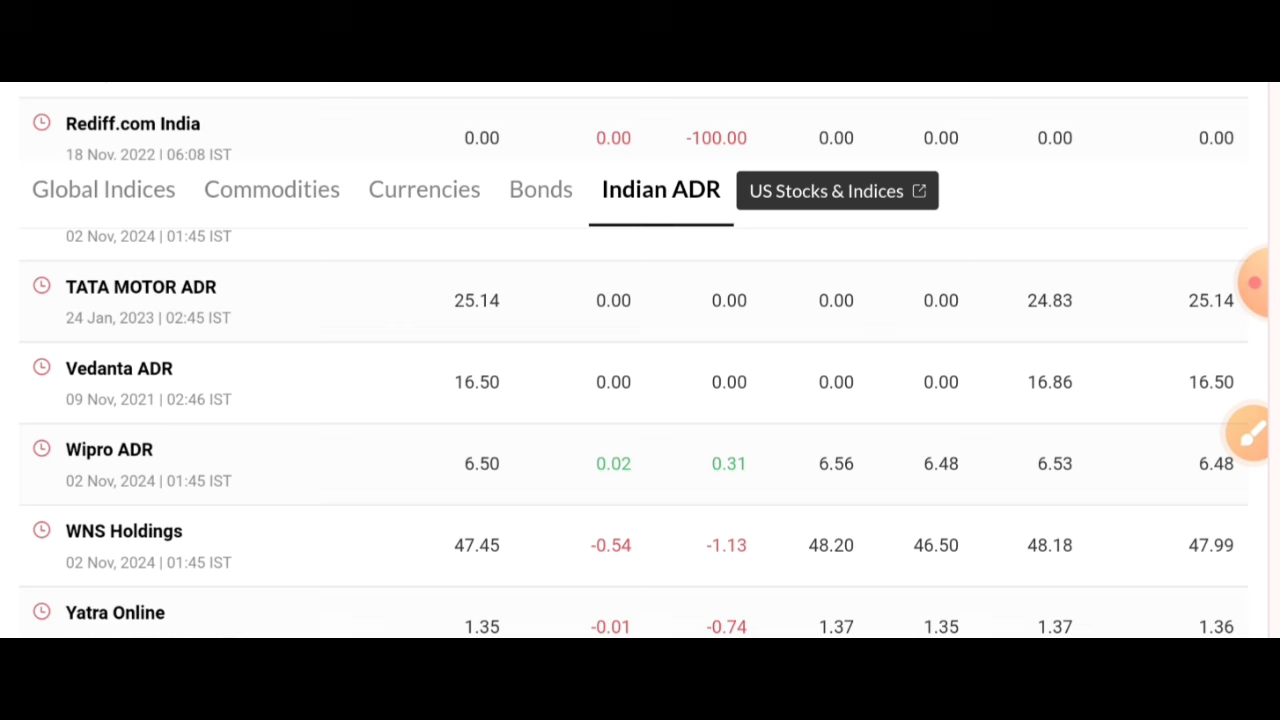 Rediff.com India
0.00 0.00 -100.00 0.00 0.00 0.00 0.00
18 Nov. 2022 | 06:08 IST
Global Indices Commodities Currencies Bonds Indian ADR US Stocks & Indices
02 Nov, 2024 | 01:45 IST
TATA MOTOR ADR
25.14 0.00 0.00 0.00 0.00 24.83 25.14
24 Jan, 2023 | 02:45 IST
Vedanta ADR
16.50 0.00 0.00 0.00 0.00 16.86 16.50
09 Nov, 2021 | 02:46 IST
Wipro ADR
6.50 0.02 0.31 6.56 6.48 6.53 6.48
02 Nov, 2024 | 01:45 IST
WNS Holdings
47.45 -0.54 -1.13 48.20 46.50 48.18 47.99
02 Nov, 2024 | 01:45 IST
Yatra Online
1.35 -0.01 -0.74 1.37 1.35 1.37 1.36